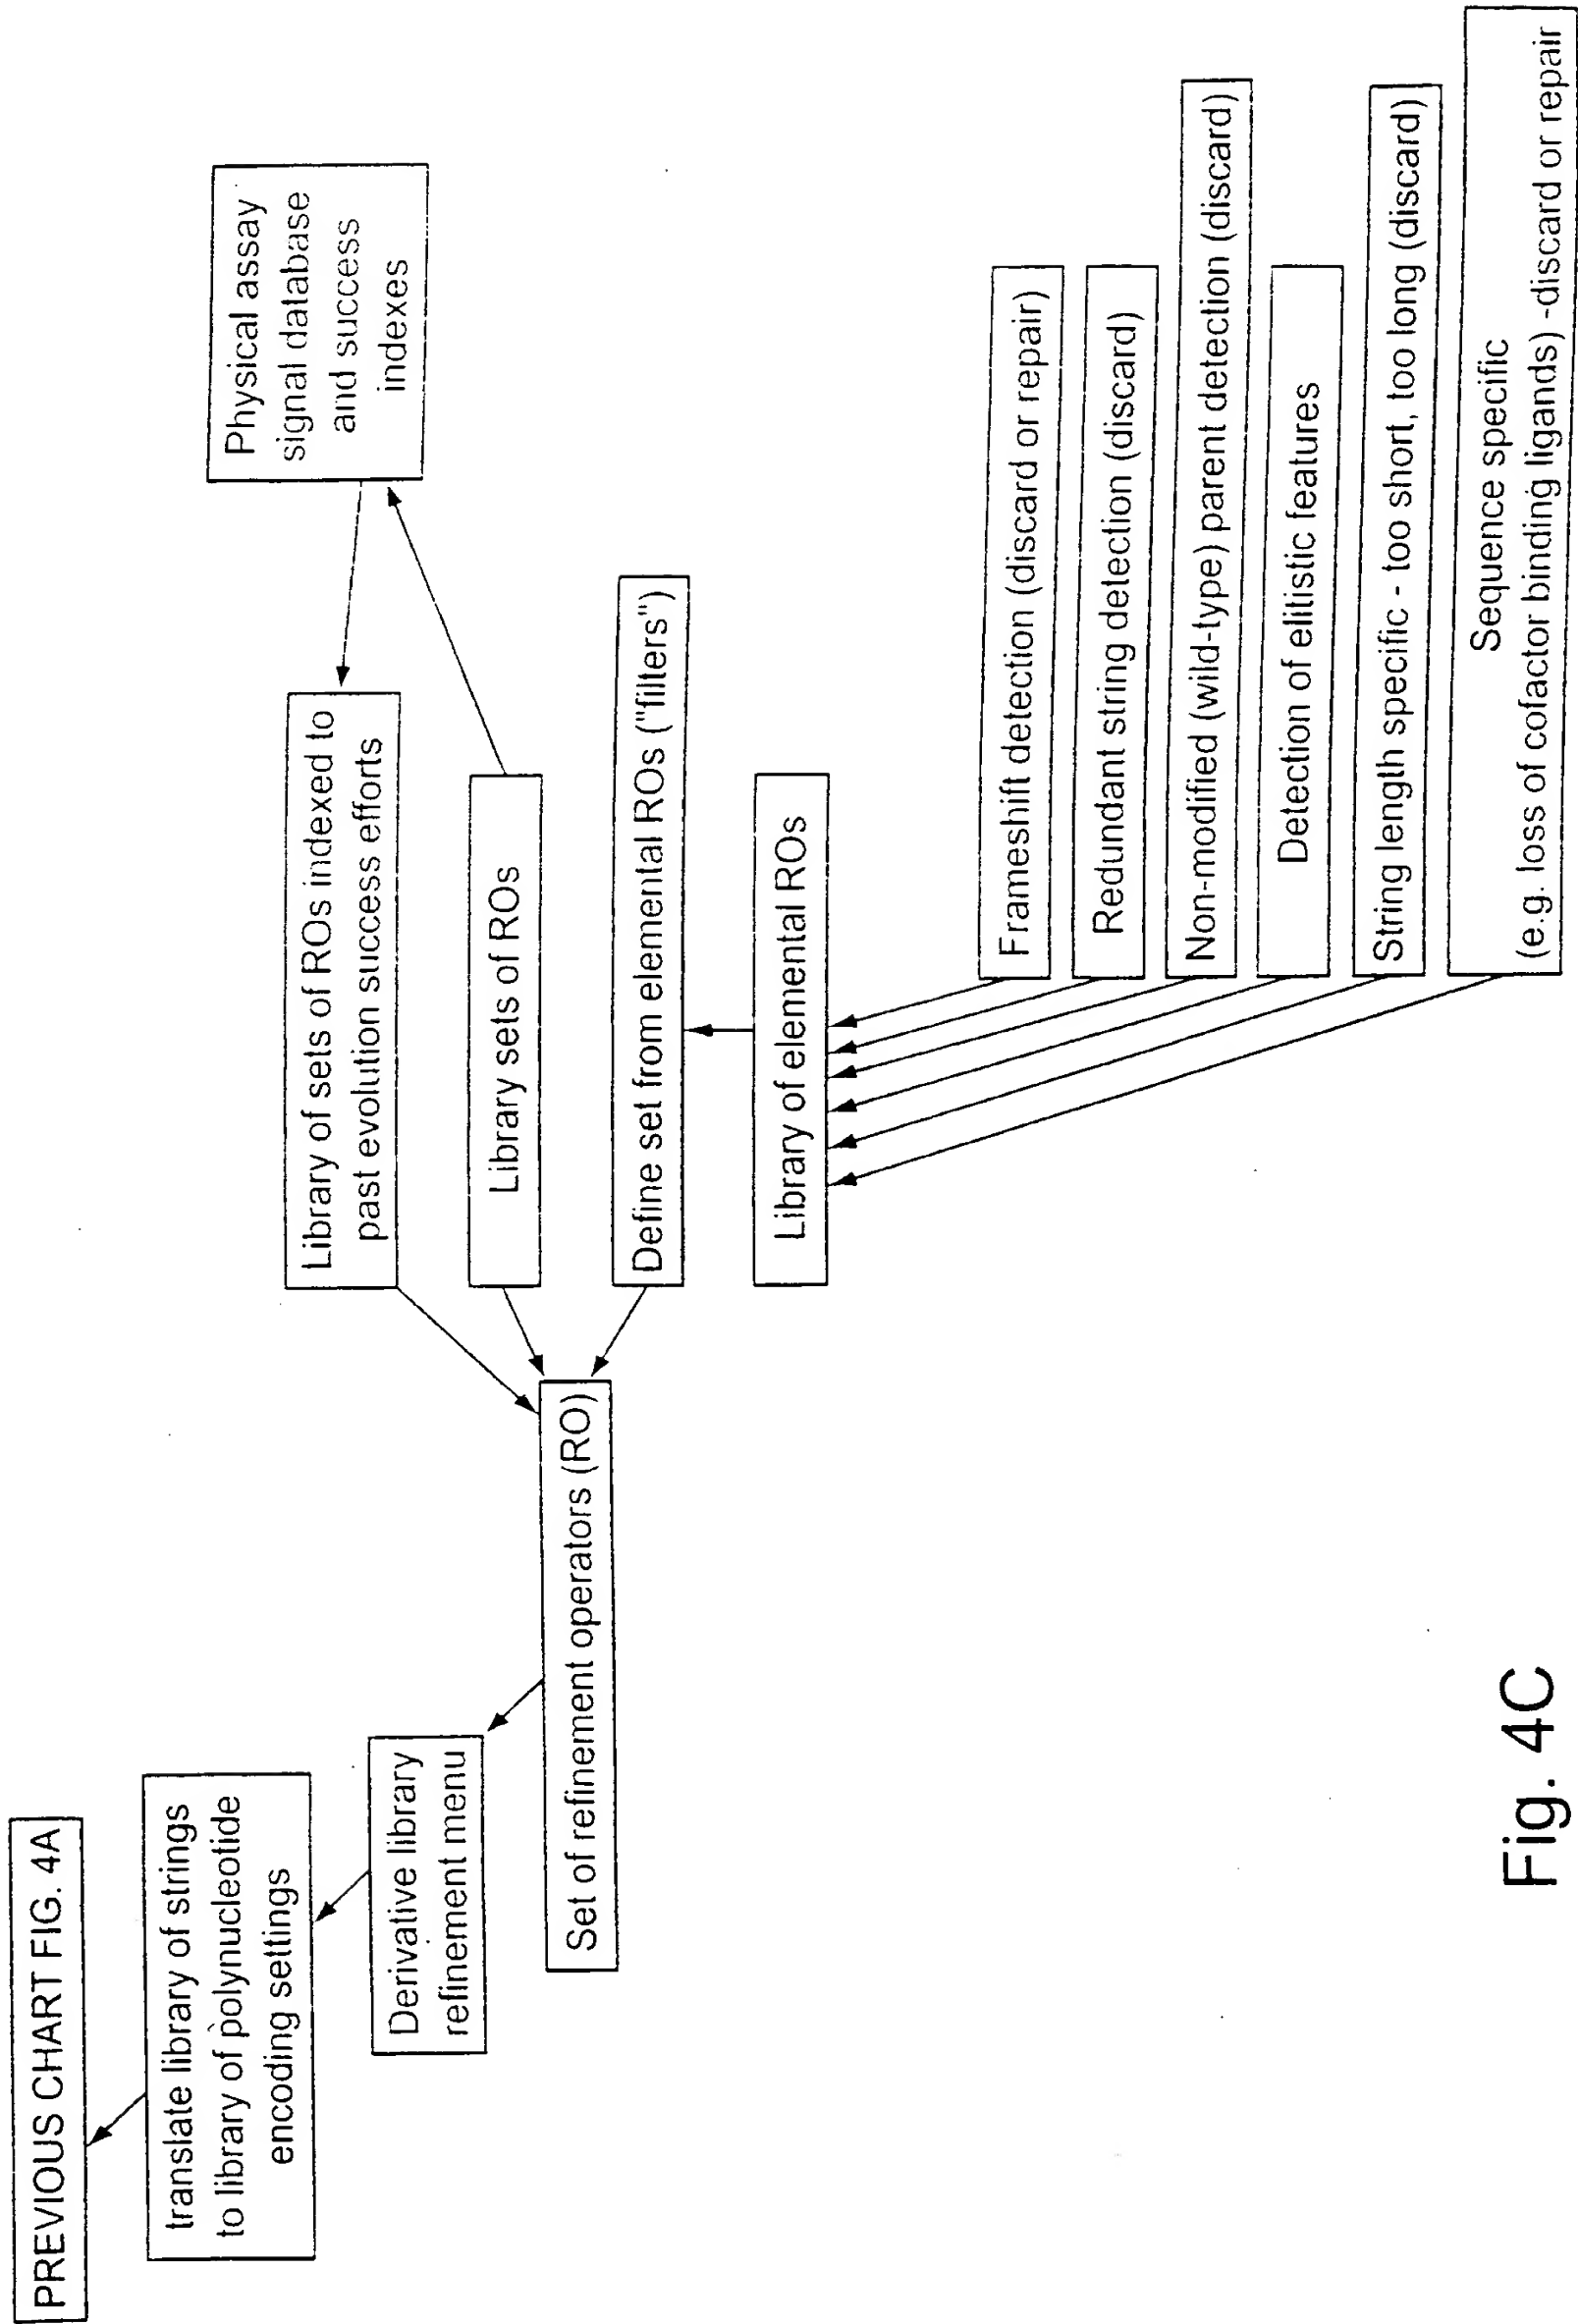 PREVIOUS CHART FIG. 4A
translate library of strings
to library of polynucleotide
encoding settings
Derivative library
refinement menu
Set of refinement operators (RO)
Library of sets of ROs indexed to
past evolution success efforts
Physical assay
signal database
and success
indexes
Library sets of ROs
Define set from elemental ROs ("filters")
Library of elemental ROs
Frameshift detection (discard or repair)
Redundant string detection (discard)
Non-modified (wild-type) parent detection (discard)
Detection of elitistic features
String length specific - too short, too long (discard)
Sequence specific
(e.g. loss of cofactor binding ligands) -discard or repair
Fig. 4C